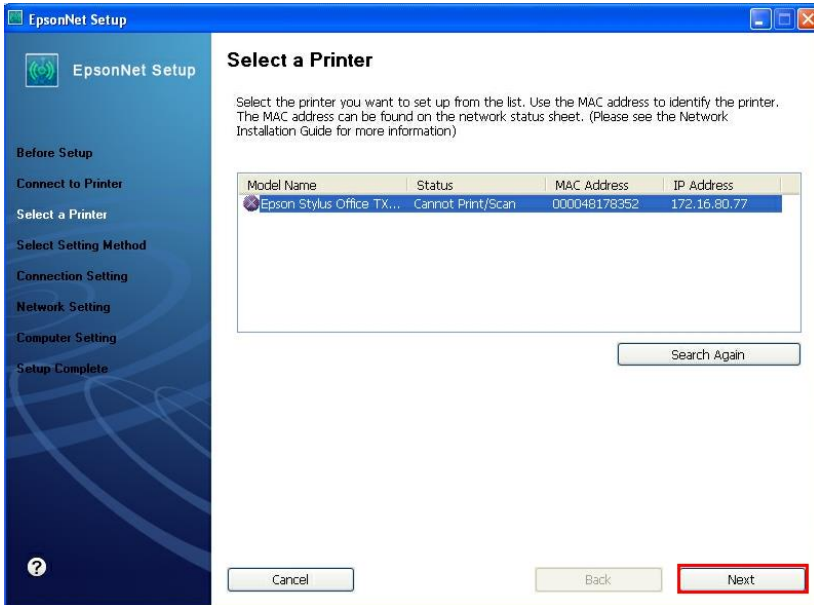 EpsonNet Setup
EpsonNet Setup
Before Setup
Connect to Printer
Select a Printer
Select Setting Method
Connection Setting
Network Setting
Computer Setting
Setup Complete
?
Select a Printer
Select the printer you want to set up from the list. Use the MAC address to identify the printer.
The MAC address can be found on the network status sheet. (Please see the Network
Installation Guide for more information)
Model Name Status MAC Address IP Address
Epson Stylus Office TX... Cannot Print/Scan 000048178352 172.16.80.77
Search Again
Cancel Back Next